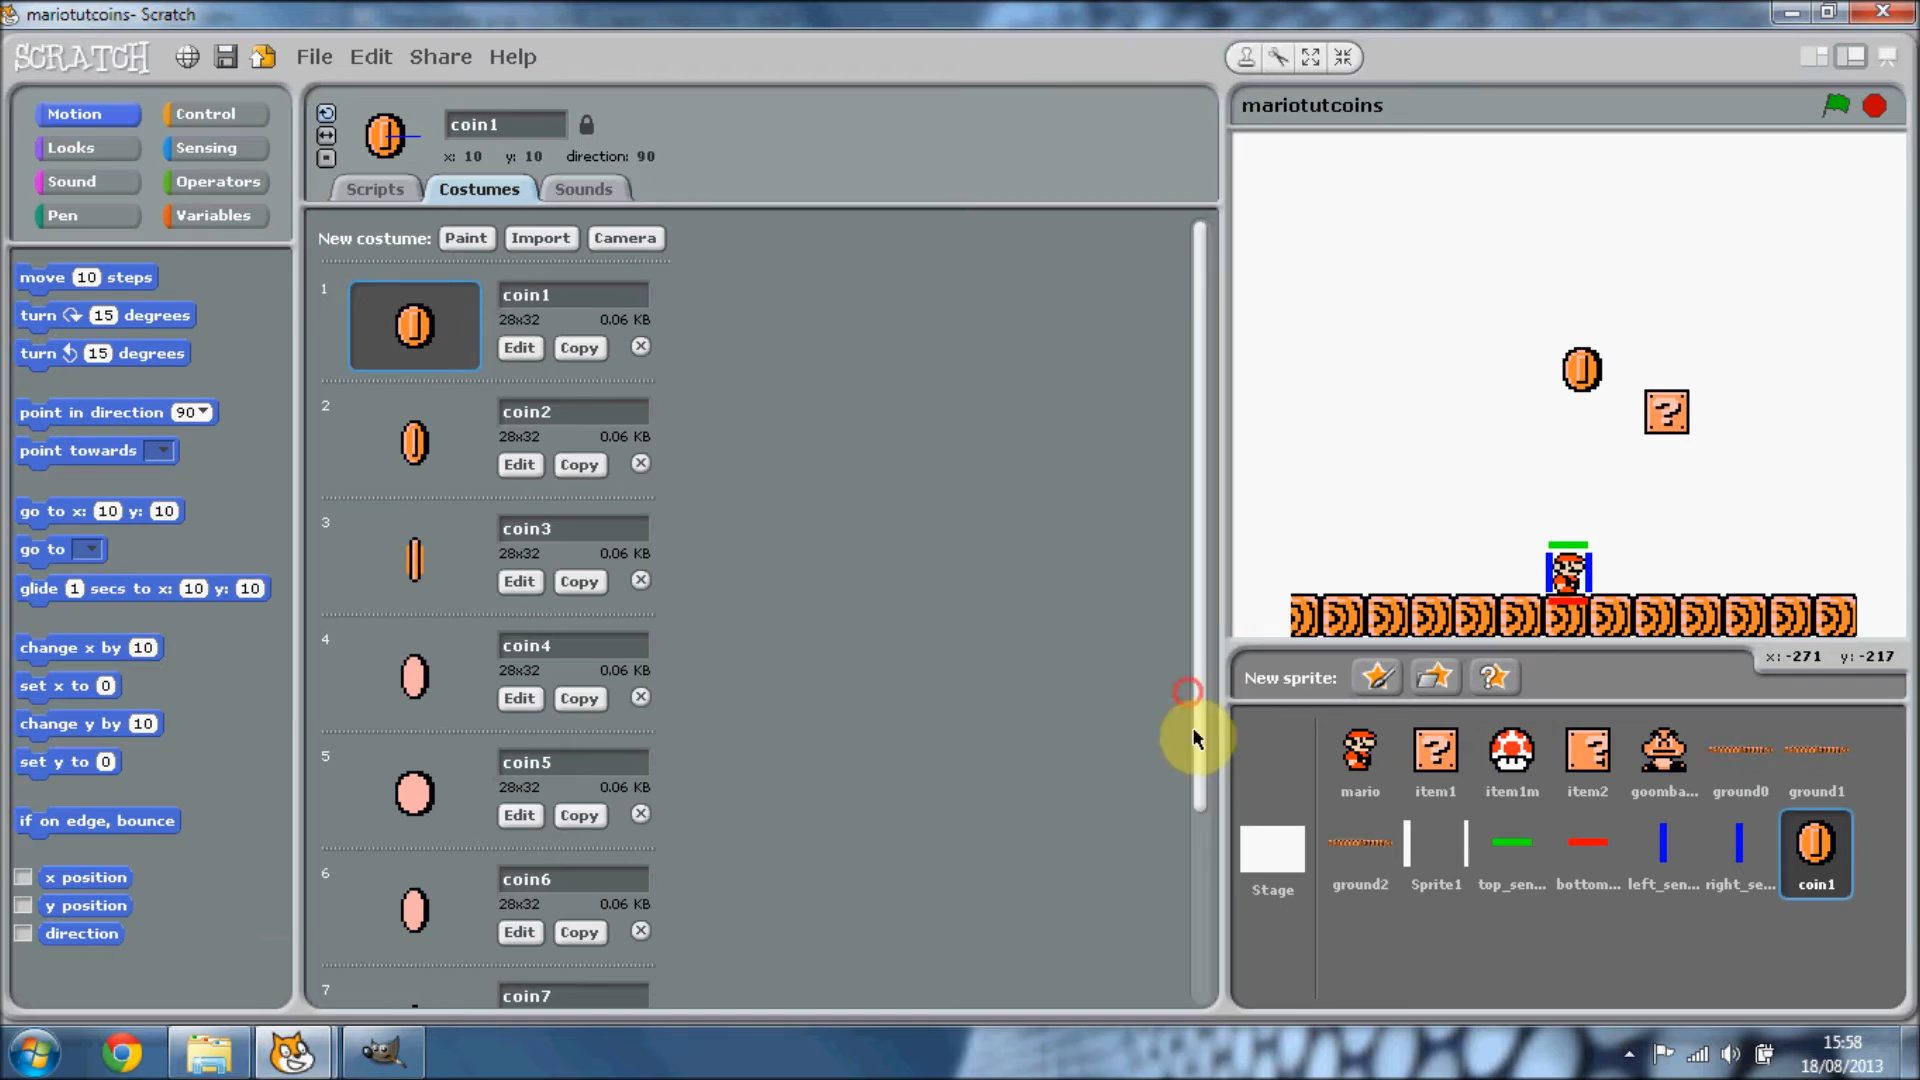 mariotutcoins- Scratch
SCRATCH File Edit Share Help
Motion Control
Looks Sensing
Sound Operators
Pen Variables
move 10 steps
turn 15 degrees
turn 15 degrees
point in direction 90
point towards
go to x: 10 y: 10
go to
glide 1 secs to x: 10 y: 10
change x by 10
set x to 0
change y by 10
set y to 0
if on edge, bounce
x position
y position
direction
coin1
x: 10 y: 10 direction: 90
Scripts Costumes Sounds
New costume: Paint Import Camera
1 coin1
28x32 0.06 KB
Edit Copy
2 coin2
28x32 0.06 KB
Edit Copy
3 coin3
28x32 0.06 KB
Edit Copy
4 coin4
28x32 0.06 KB
Edit Copy
5 coin5
28x32 0.06 KB
Edit Copy
6 coin6
28x32 0.06 KB
Edit Copy
7 coin7
mariotutcoins
?
x: -271 y: -217
New sprite:
mario item1 item1m item2 goomba... ground0 ground1
ground2 Sprite1 top_sen... bottom... left_sen... right_se... coin1
Stage
15:58
18/08/2013